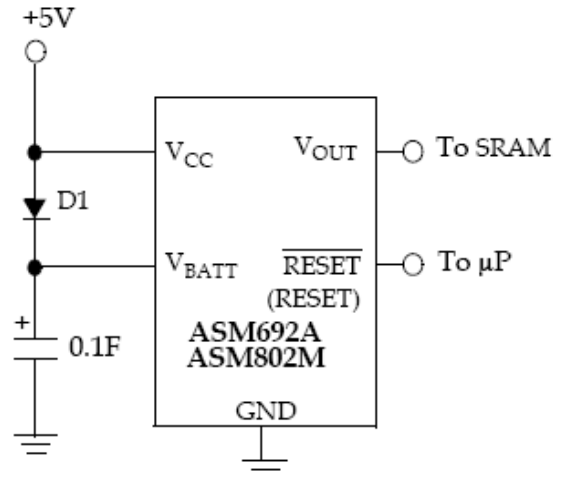 +5V
VCC
VOUT
To SRAM
D1
VBATT
RESET
To µP
(RESET)
+
0.1F
ASM692A
ASM802M
GND